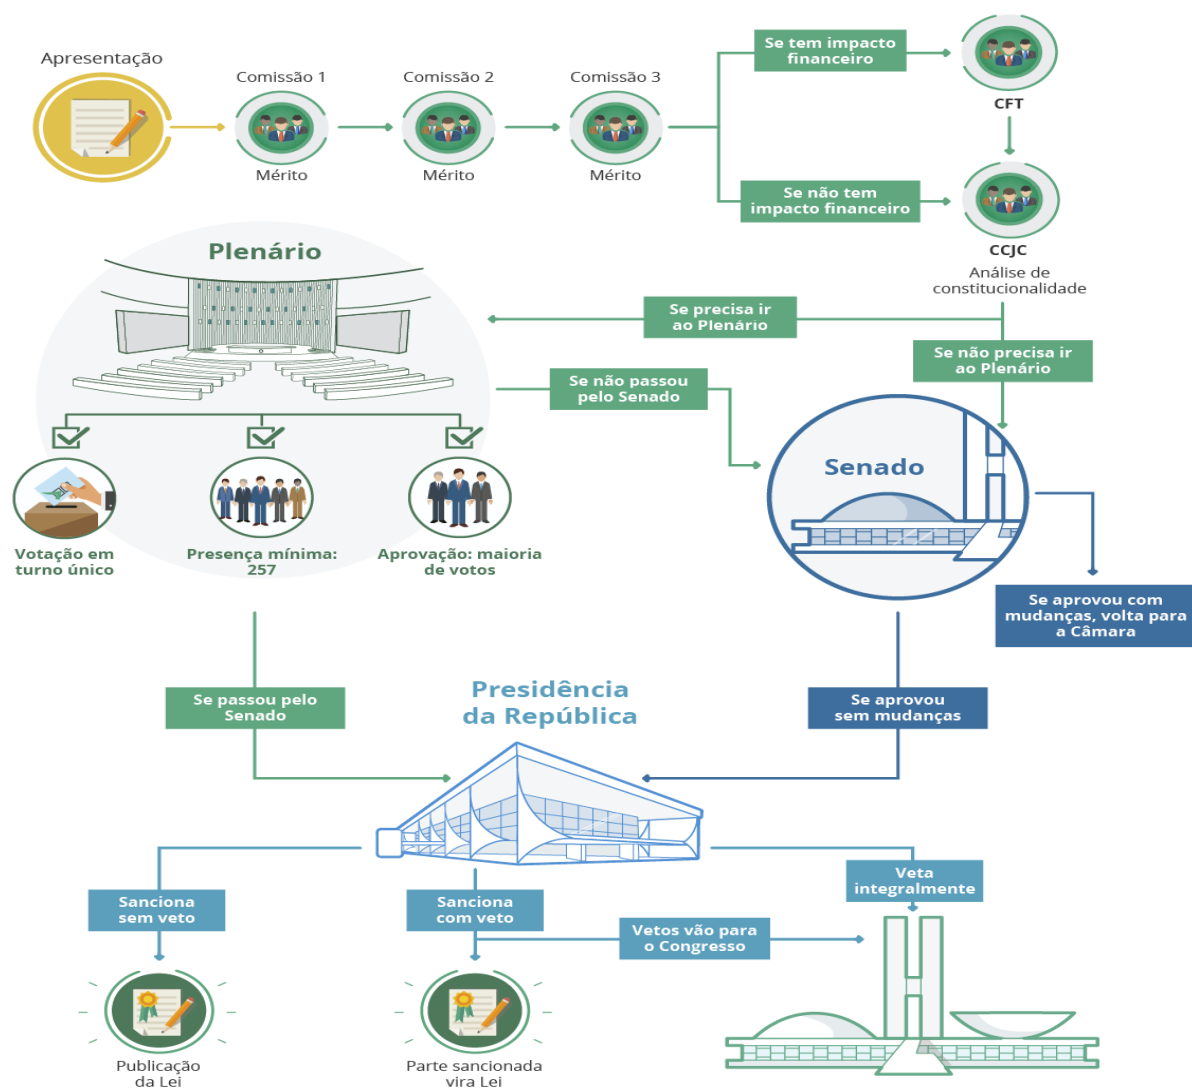 Apresentação
Comissão 1
Mérito
Comissão 2
Mérito
Comissão 3
Mérito
Se tem impacto
financeiro
CFT
Se não tem
impacto financeiro
CCJC
Análise de
constitucionalidade
Plenário
Se precisa ir
ao Plenário
Se não precisa ir
ao Plenário
Se não passou
pelo Senado
Senado
Votação em
turno único
Presença mínima:
257
Aprovação: maioria
de votos
Se aprovou com
mudanças, volta para
a Câmara
Se passou pelo
Senado
Presidência
da República
Se aprovou
sem mudanças
Sanciona
sem veto
Sanciona
com veto
Veta
integralmente
Vetos vão para
o Congresso
Publicação
da Lei
Parte sancionada
vira Lei